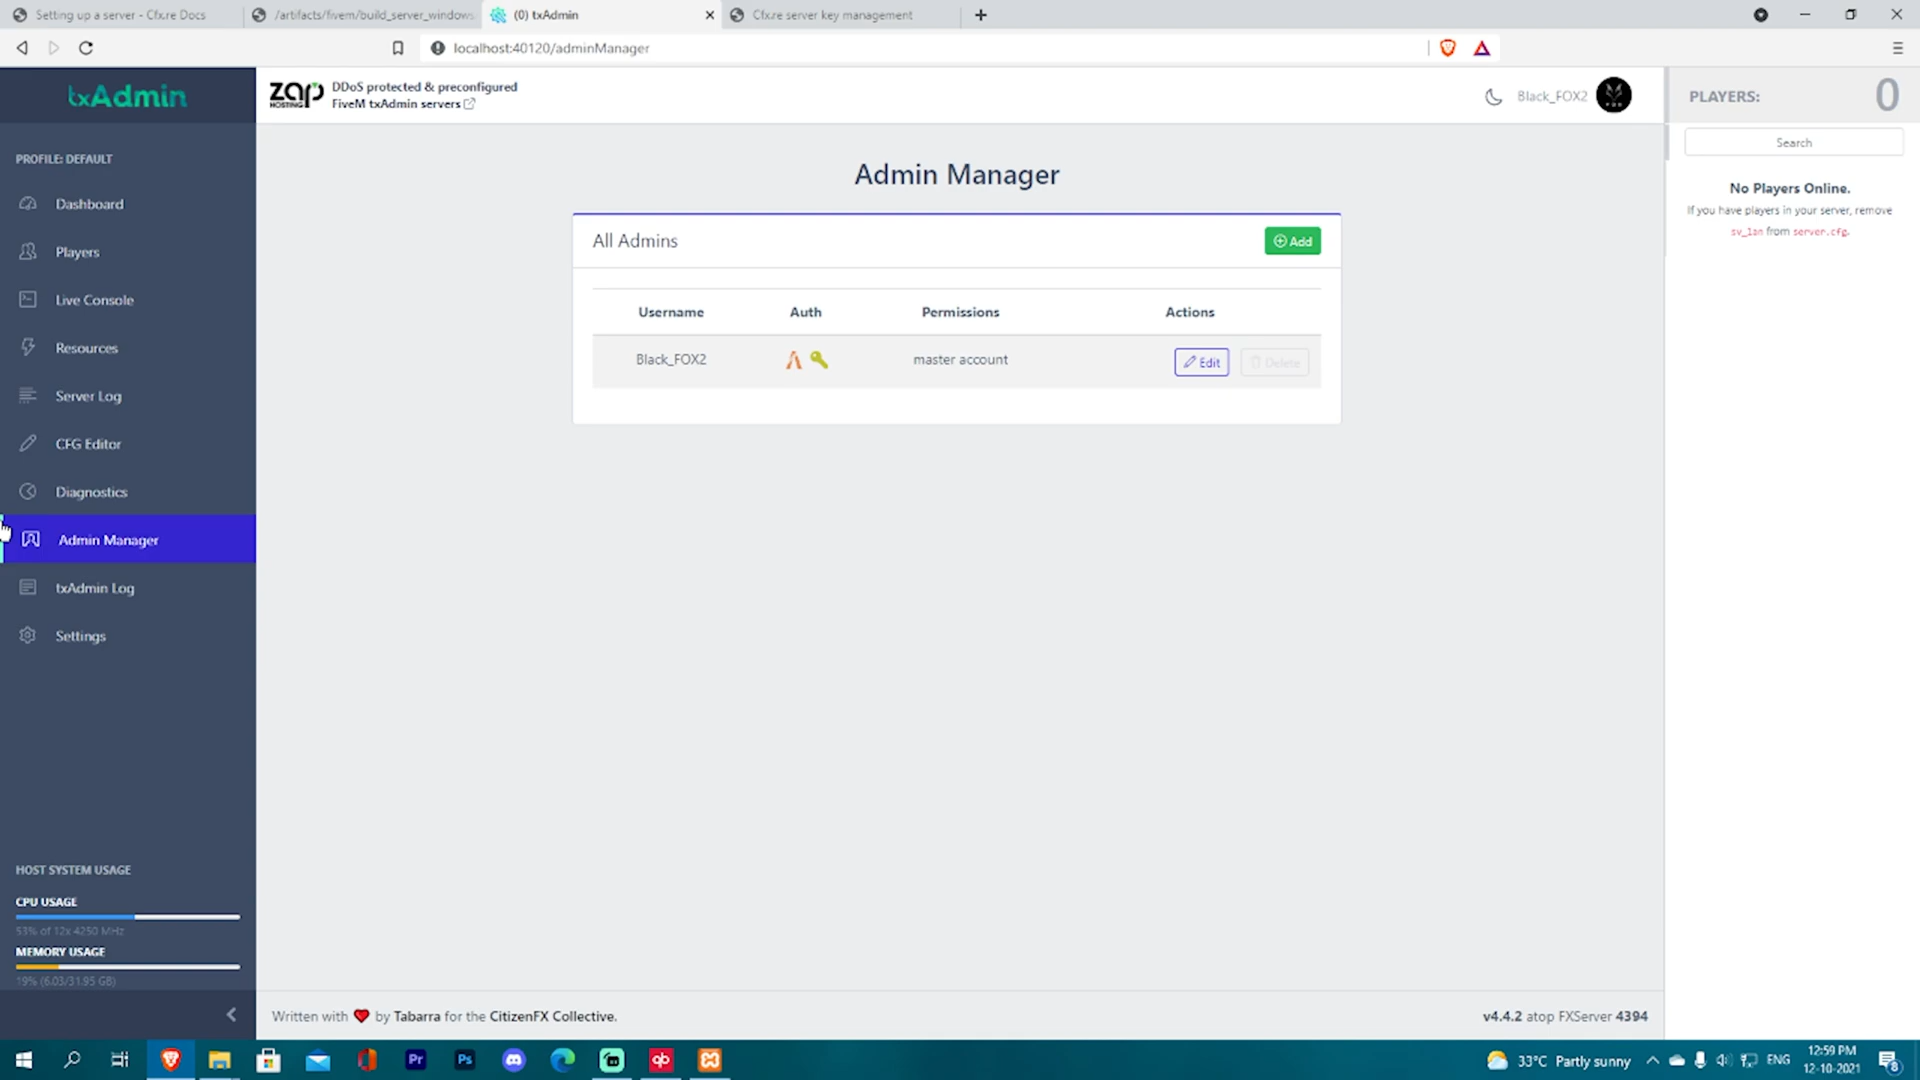 Setting up a server - Cfx.re Docs
/artifacts/fivem/build_server_windows
(0) txAdmin
Cfx.re server key management
localhost:40120/adminManager
txAdmin
ZAP HOSTING
DDoS protected & preconfigured
FiveM txAdmin servers
Black_FOX2
FOX
PLAYERS:
0
Search
No Players Online.
If you have players in your server, remove
sv_lan from server.cfg.
PROFILE: DEFAULT
Dashboard
Players
Live Console
Resources
Server Log
CFG Editor
Diagnostics
Admin Manager
txAdmin Log
Settings
Admin Manager
All Admins
Add
Username
Auth
Permissions
Actions
Black_FOX2
master account
Edit
Delete
HOST SYSTEM USAGE
CPU USAGE
53% of 12x 4250 MHz
MEMORY USAGE
19% (6.03/31.95 GB)
Written with ❤ by Tabarra for the CitizenFX Collective.
v4.4.2 atop FXServer 4394
Pr
Ps
qb
33°C Partly sunny
ENG
12:59 PM
12-10-2021
8